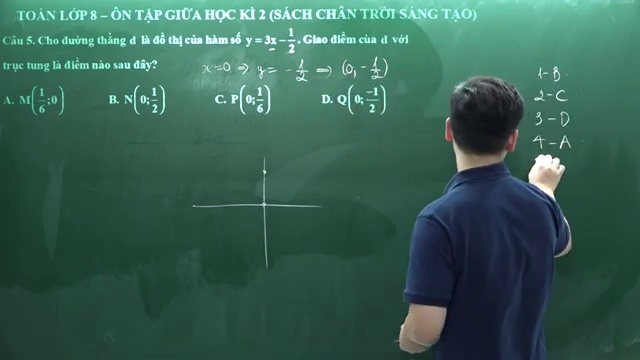 TOÁN LỚP 8 – ÔN TẬP GIỮA HỌC KÌ 2 (SÁCH CHÂN TRỜI SÁNG TẠO)
Câu 5. Cho đường thẳng d là đồ thị của hàm số y = 3x − 1/2. Giao điểm của d với
trục tung là điểm nào sau đây?
x=0 ⇒ y = −1/2 ⇒ (0, −1/2)
A. M(1/6;0) B. N(0;1/2) C. P(0;1/6) D. Q(0;−1/2)
1-B
2-C
3-D
4-A